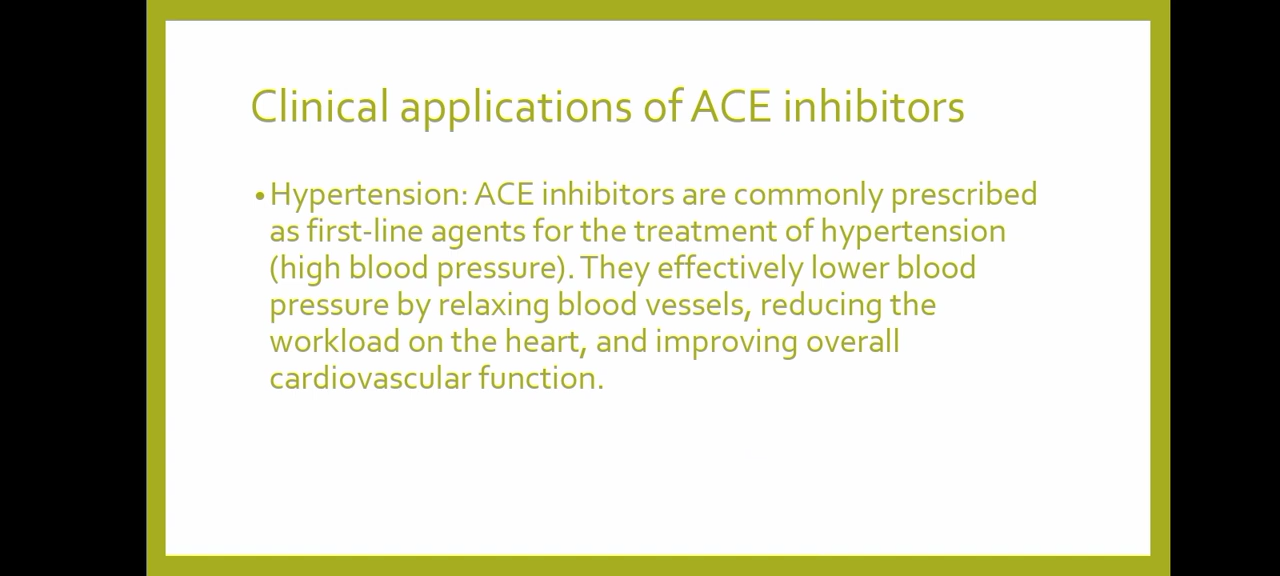 Clinical applications of ACE inhibitors
•Hypertension: ACE inhibitors are commonly prescribed
as first-line agents for the treatment of hypertension
(high blood pressure). They effectively lower blood
pressure by relaxing blood vessels, reducing the
workload on the heart, and improving overall
cardiovascular function.